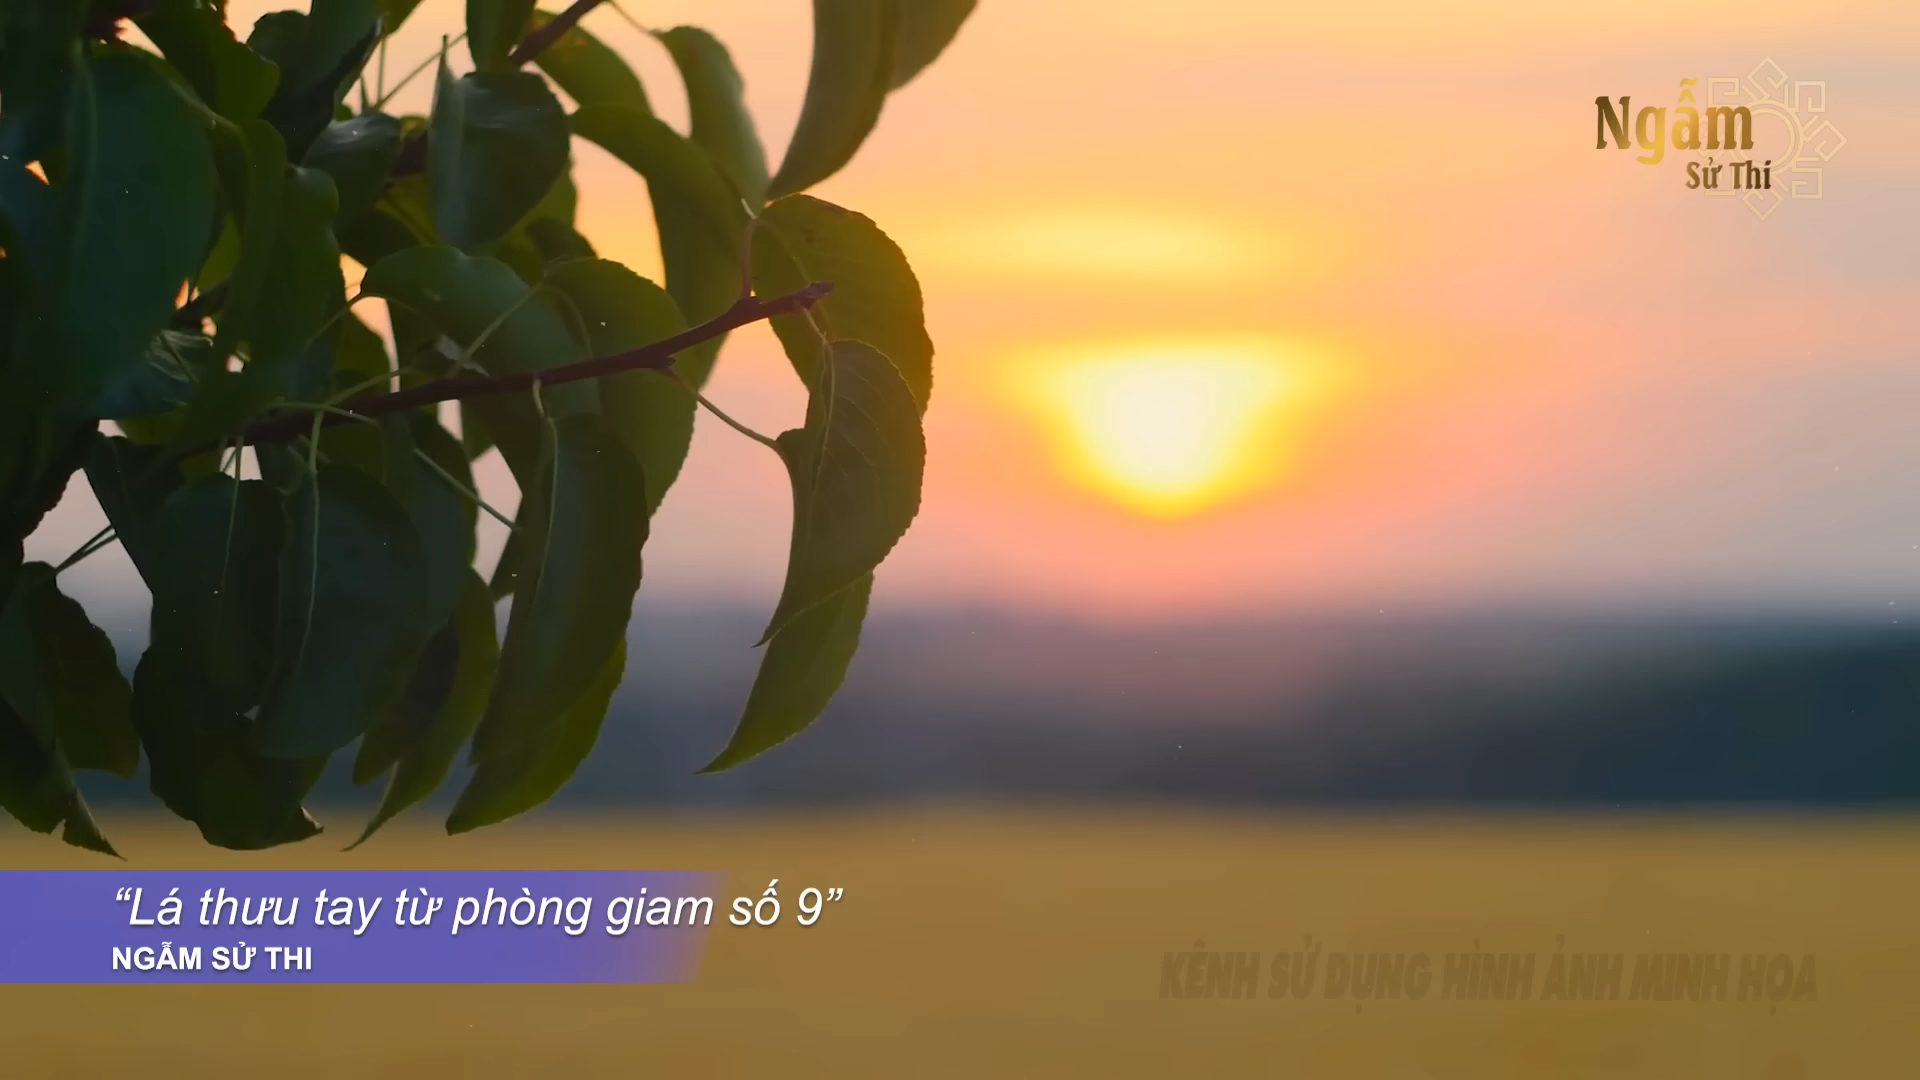 Ngẫm
Sử Thi
“Lá thưu tay từ phòng giam số 9”
NGẪM SỬ THI
KÊNH SỬ DỤNG HÌNH ẢNH MINH HỌA